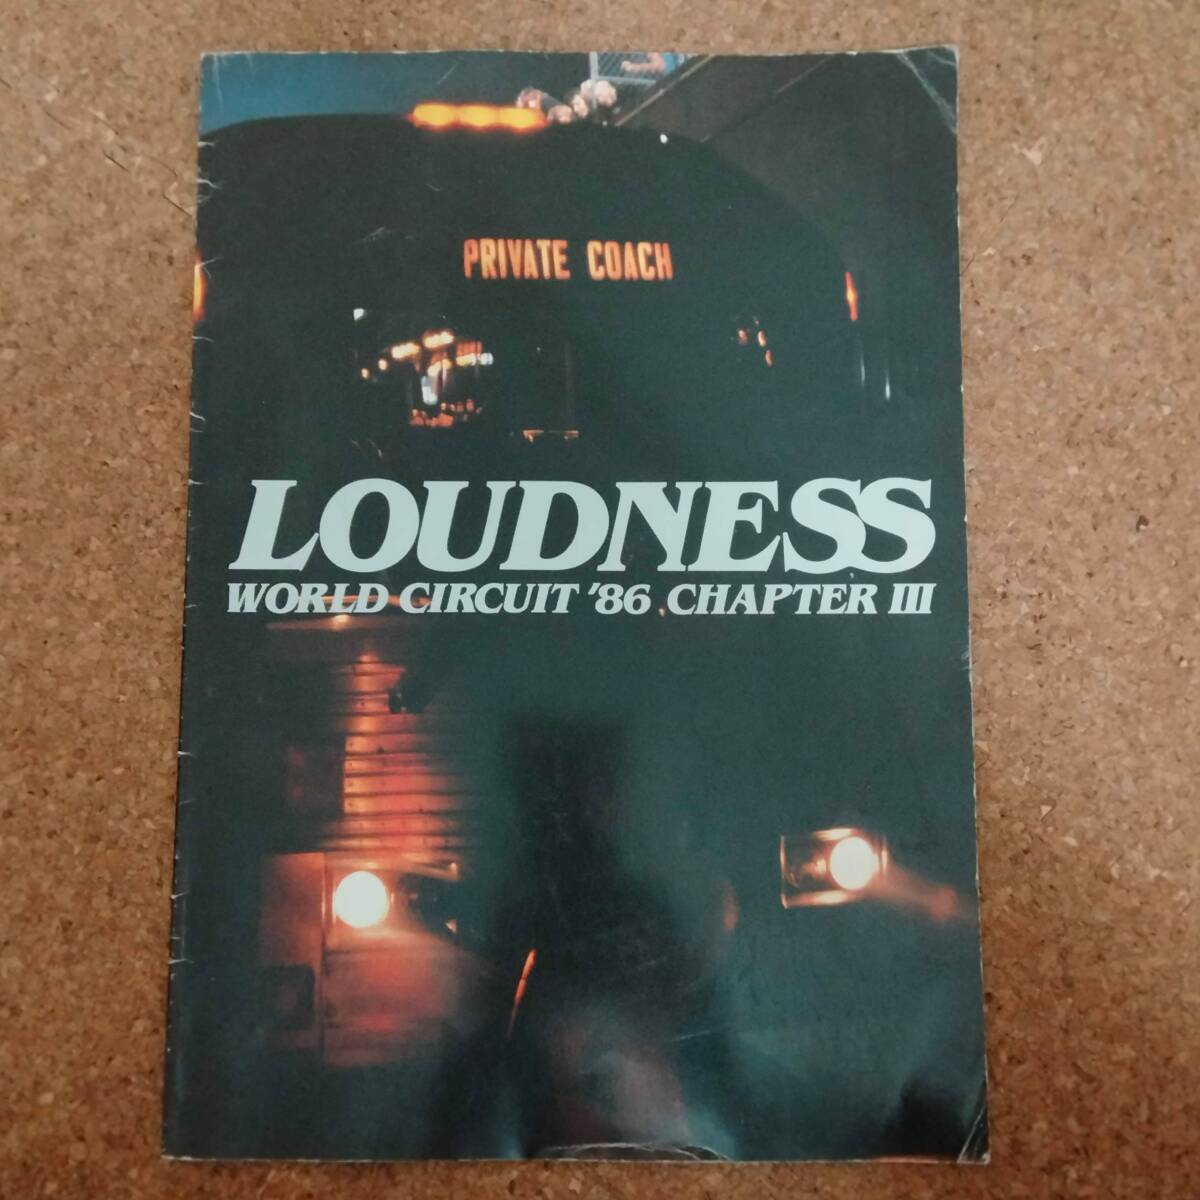 PRIVATE COACH
LOUDNESS
WORLD CIRCUIT '86 CHAPTER III